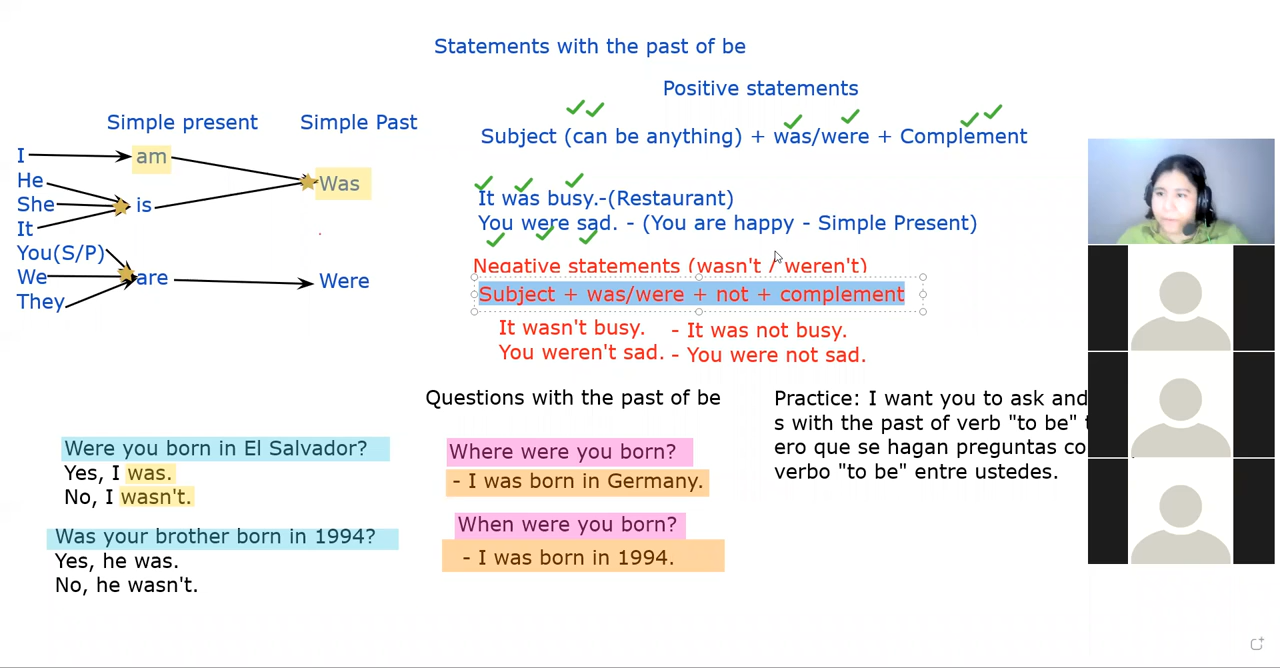 Statements with the past of be
Positive statements
Simple present
Simple Past
Subject (can be anything) + was/were + Complement
I
am
He
Was
She
is
It
It was busy.-(Restaurant)
You were sad. - (You are happy - Simple Present)
You(S/P)
We
are
Were
They
Negative statements (wasn't / weren't)
Subject + was/were + not + complement
It wasn't busy. - It was not busy.
You weren't sad. - You were not sad.
Questions with the past of be
Practice: I want you to ask and
s with the past of verb "to be"
ero que se hagan preguntas co
verbo "to be" entre ustedes.
Were you born in El Salvador?
Yes, I was.
No, I wasn't.
Where were you born?
- I was born in Germany.
Was your brother born in 1994?
Yes, he was.
No, he wasn't.
When were you born?
- I was born in 1994.